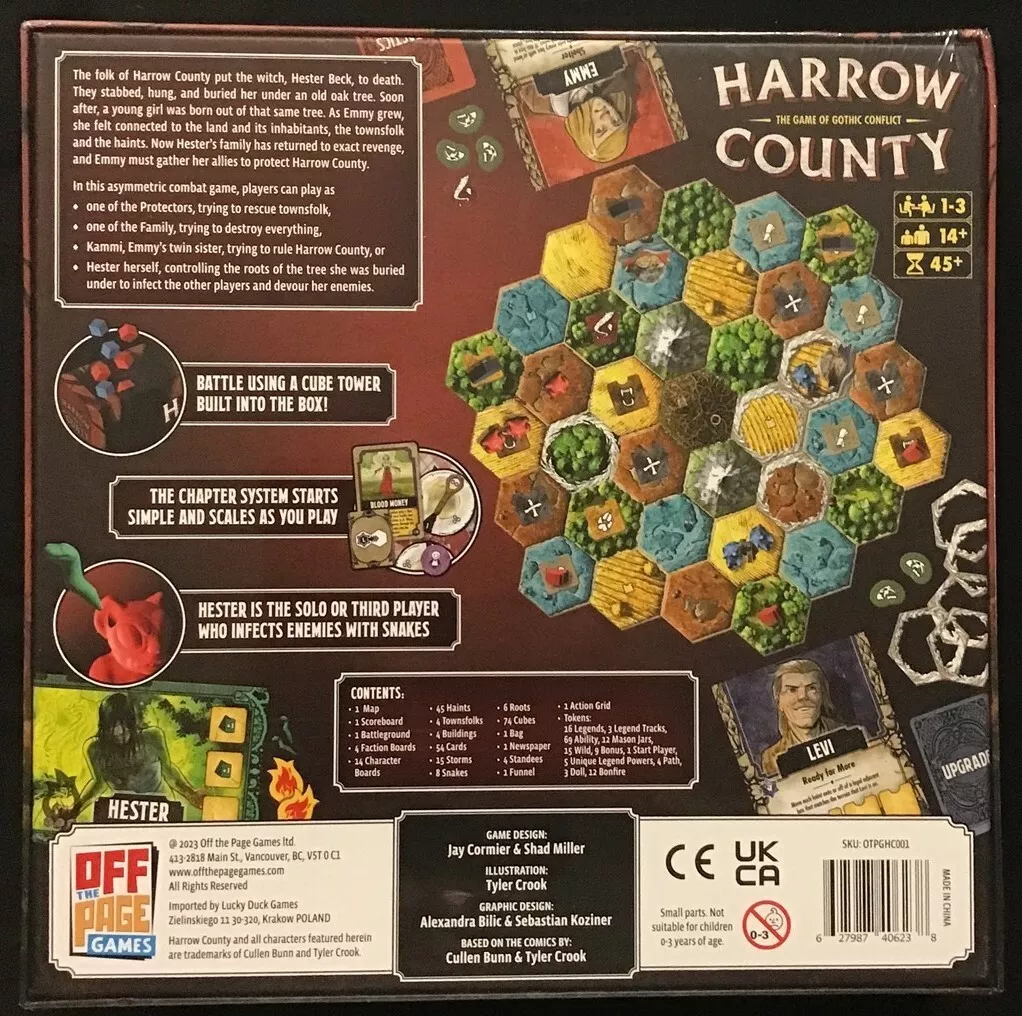 The folk of Harrow County put the witch, Hester Beck, to death.
They stabbed, hung, and buried her under an old oak tree. Soon
after, a young girl was born out of that same tree. As Emmy grew,
she felt connected to the land and its inhabitants, the townsfolk
and the haints. Now Hester's family has returned to exact revenge,
and Emmy must gather her allies to protect Harrow County.
In this asymmetric combat game, players can play as
• one of the Protectors, trying to rescue townsfolk,
• one of the Family, trying to destroy everything,
• Kammi, Emmy's twin sister, trying to rule Harrow County, or
• Hester herself, controlling the roots of the tree she was buried
under to infect the other players and devour her enemies.
TACTICS
Shelter
EMMY
HARROW
THE GAME OF GOTHIC CONFLICT
COUNTY
1-3
14+
45+
BATTLE USING A CUBE TOWER
BUILT INTO THE BOX!
H
THE CHAPTER SYSTEM STARTS
SIMPLE AND SCALES AS YOU PLAY
BLOOD MONEY
HESTER IS THE SOLO OR THIRD PLAYER
WHO INFECTS ENEMIES WITH SNAKES
HESTER
CONTENTS:
• 1 Map
• 1 Scoreboard
• 1 Battleground
• 4 Faction Boards
• 14 Character
Boards
• 45 Haints
• 4 Townsfolks
• 4 Buildings
• 54 Cards
• 15 Storms
• 8 Snakes
• 6 Roots
• 74 Cubes
• 1 Bag
• 1 Newspaper
• 4 Standees
• 1 Funnel
• 1 Action Grid
• Tokens:
16 Legends, 3 Legend Tracks,
69 Ability, 12 Mason Jars,
15 Wild, 9 Bonus, 1 Start Player,
5 Unique Legend Powers, 4 Path,
3 Doll, 12 Bonfire
LEVI
Ready for More
UPGRAD
OFF
THE
PAGE
GAMES
@ 2023 Off the Page Games ltd.
413-2818 Main St., Vancouver, BC, V5T 0 C1
www.offthepagegames.com
All Rights Reserved
Imported by Lucky Duck Games
Zielinskiego 11 30-320, Krakow POLAND
Harrow County and all characters featured herein
are trademarks of Cullen Bunn and Tyler Crook.
GAME DESIGN:
Jay Cormier & Shad Miller
ILLUSTRATION:
Tyler Crook
GRAPHIC DESIGN:
Alexandra Bilic & Sebastian Koziner
BASED ON THE COMICS BY:
Cullen Bunn & Tyler Crook
CE UK
CA
Small parts. Not
suitable for children
0-3 years of age.
0-3
SKU: OTPGHC001
MADE IN CHINA
6 27987 40623 8